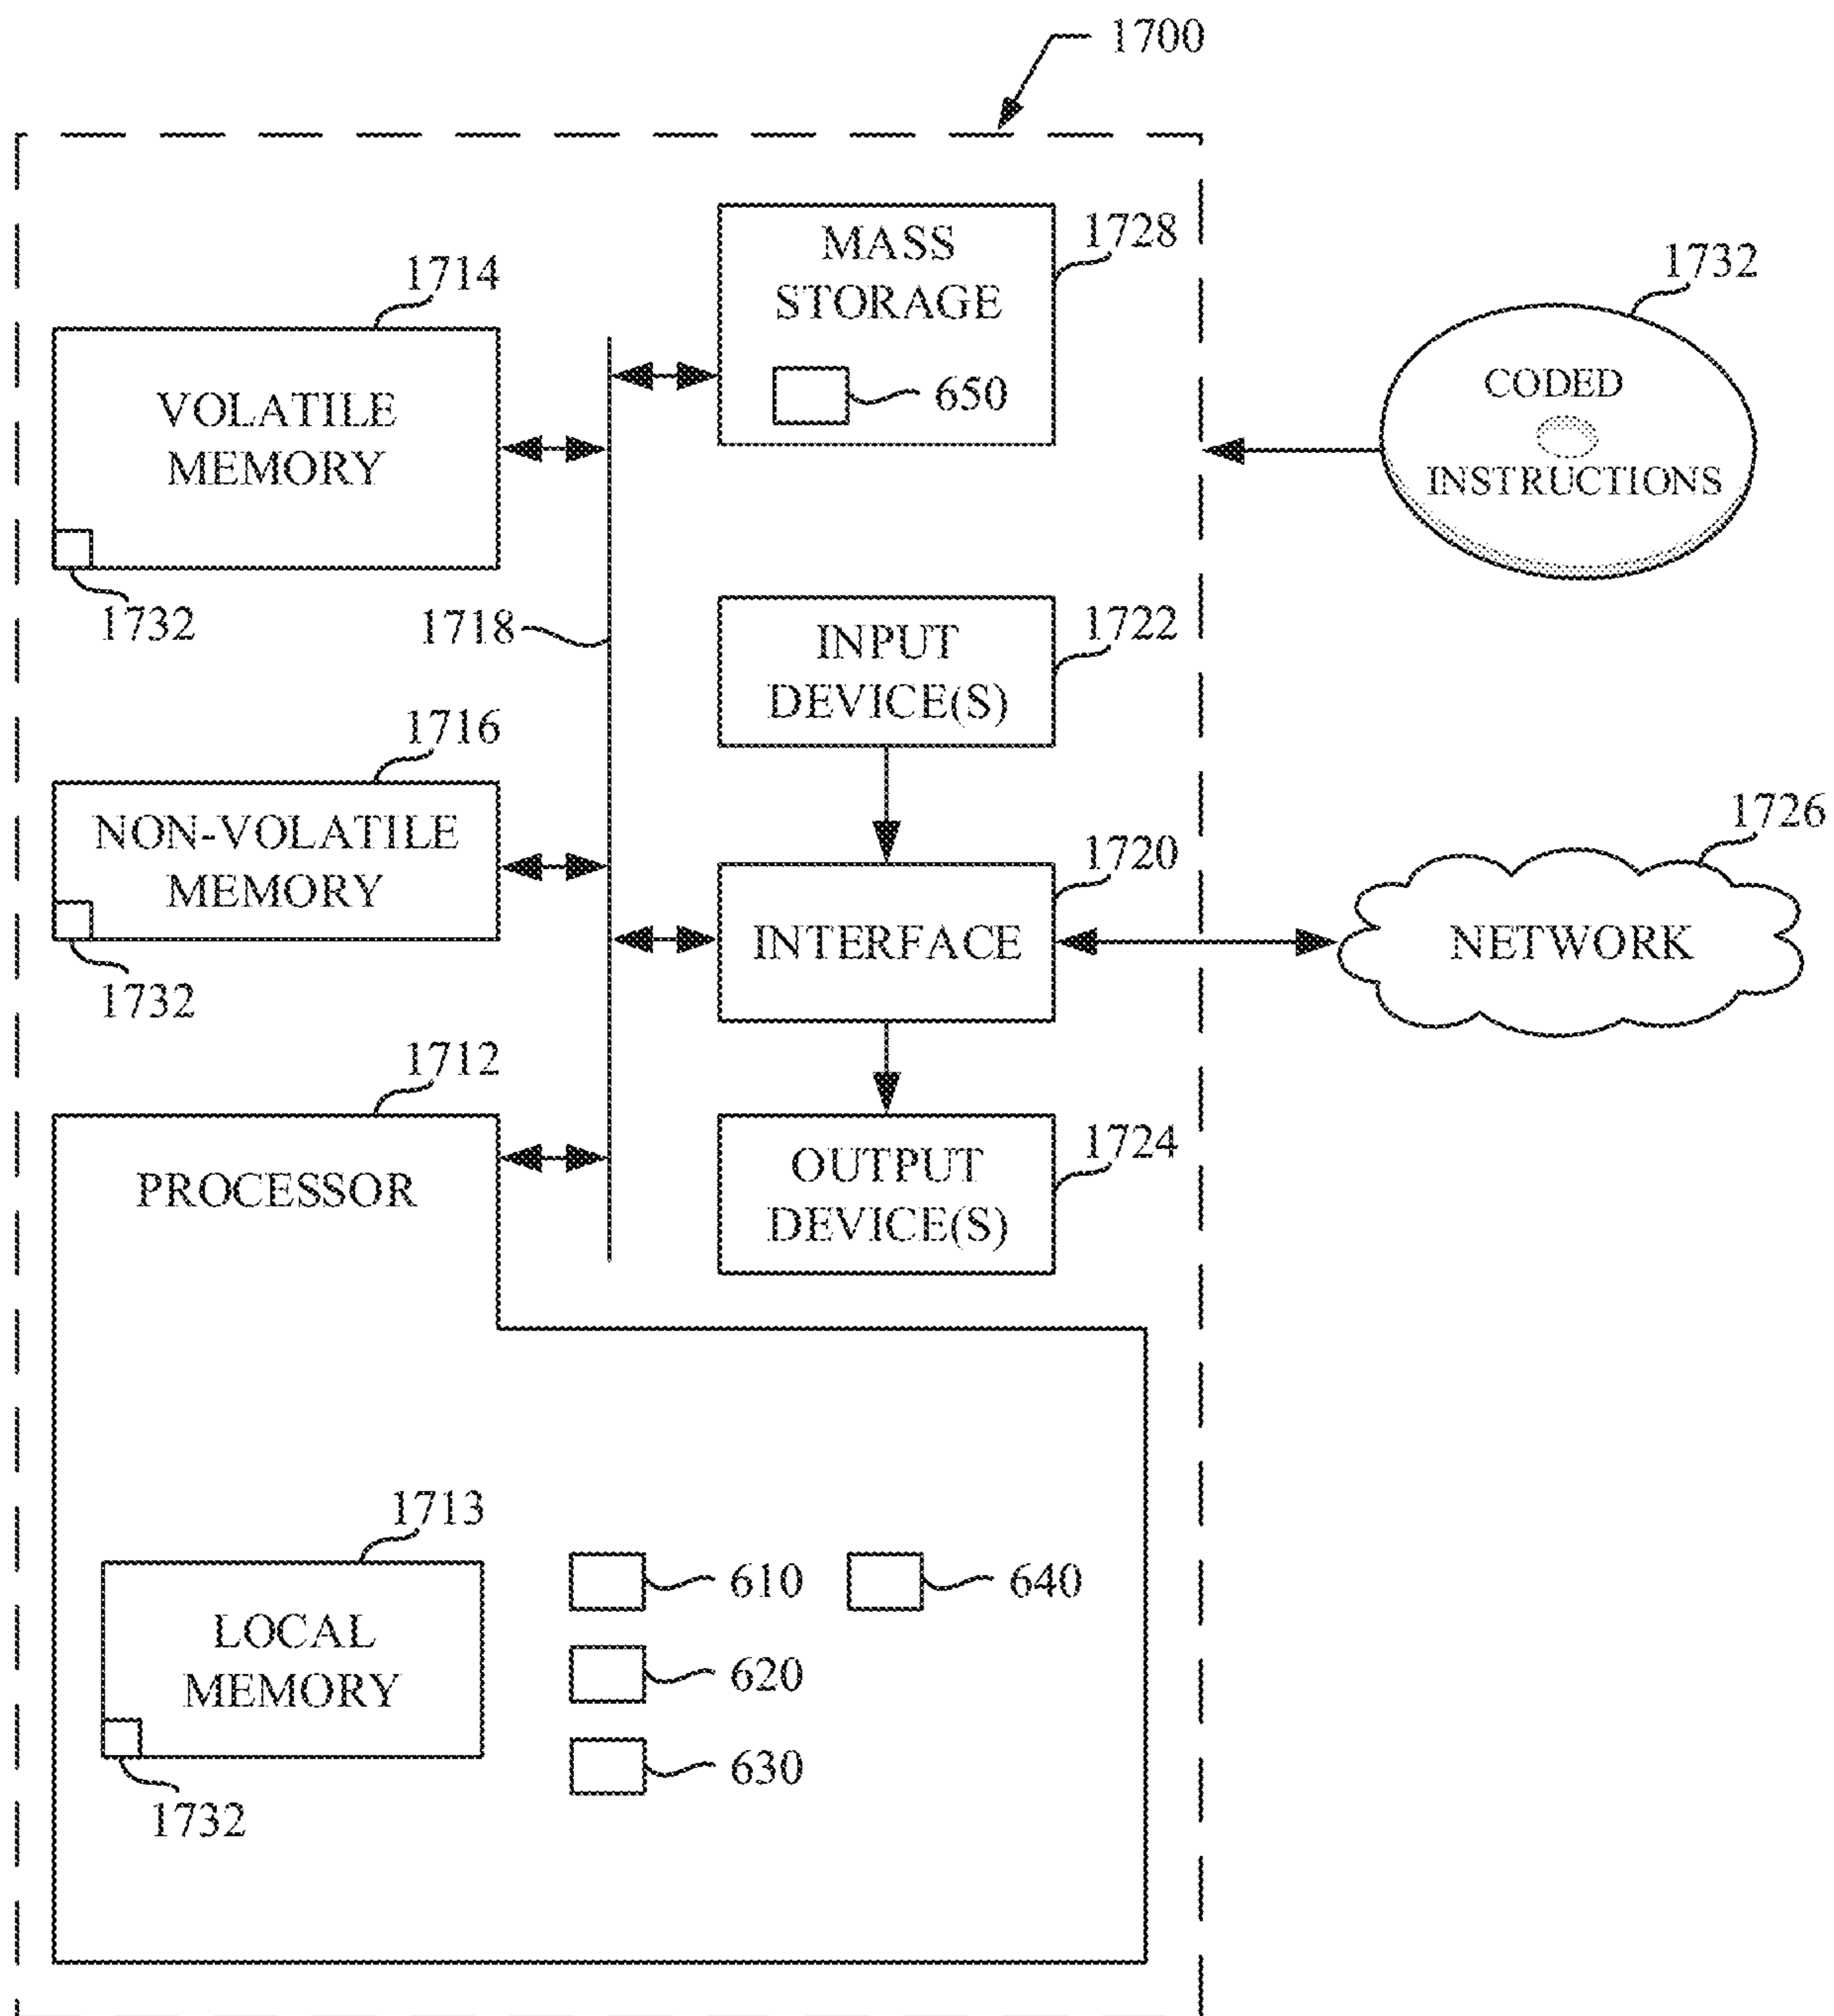 1700
1714
VOLATILE
MEMORY
1732
MASS
STORAGE
650
1728
1732
CODED
INSTRUCTIONS
1718
INPUT
DEVICE(S)
1722
1716
NON-VOLATILE
MEMORY
1732
INTERFACE
1720
1726
NETWORK
1712
PROCESSOR
OUTPUT
DEVICE(S)
1724
1713
LOCAL
MEMORY
1732
610
640
620
630